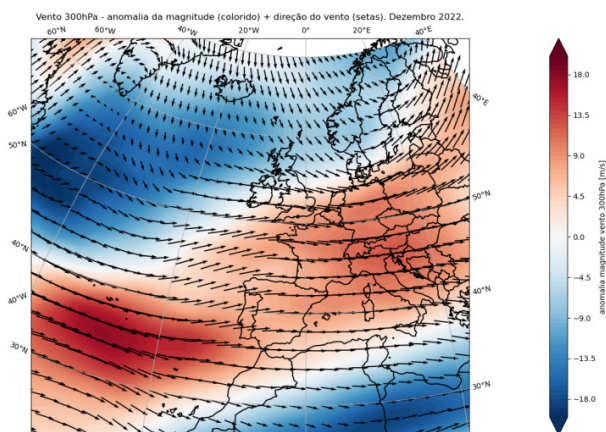 Vento 300hPa - anomalia da magnitude (colorido) + direção do vento (setas). Dezembro 2022.
60°N 60°W 40°W 20°W 0° 20°E 40°E
40°E
60°W
50°N
50°N
40°N
40°N
40°W
30°N
30°N
18.0
13.5
9.0
4.5
0.0
−4.5
−9.0
−13.5
−18.0
anomalia magnitude vento 300hPa [m/s]